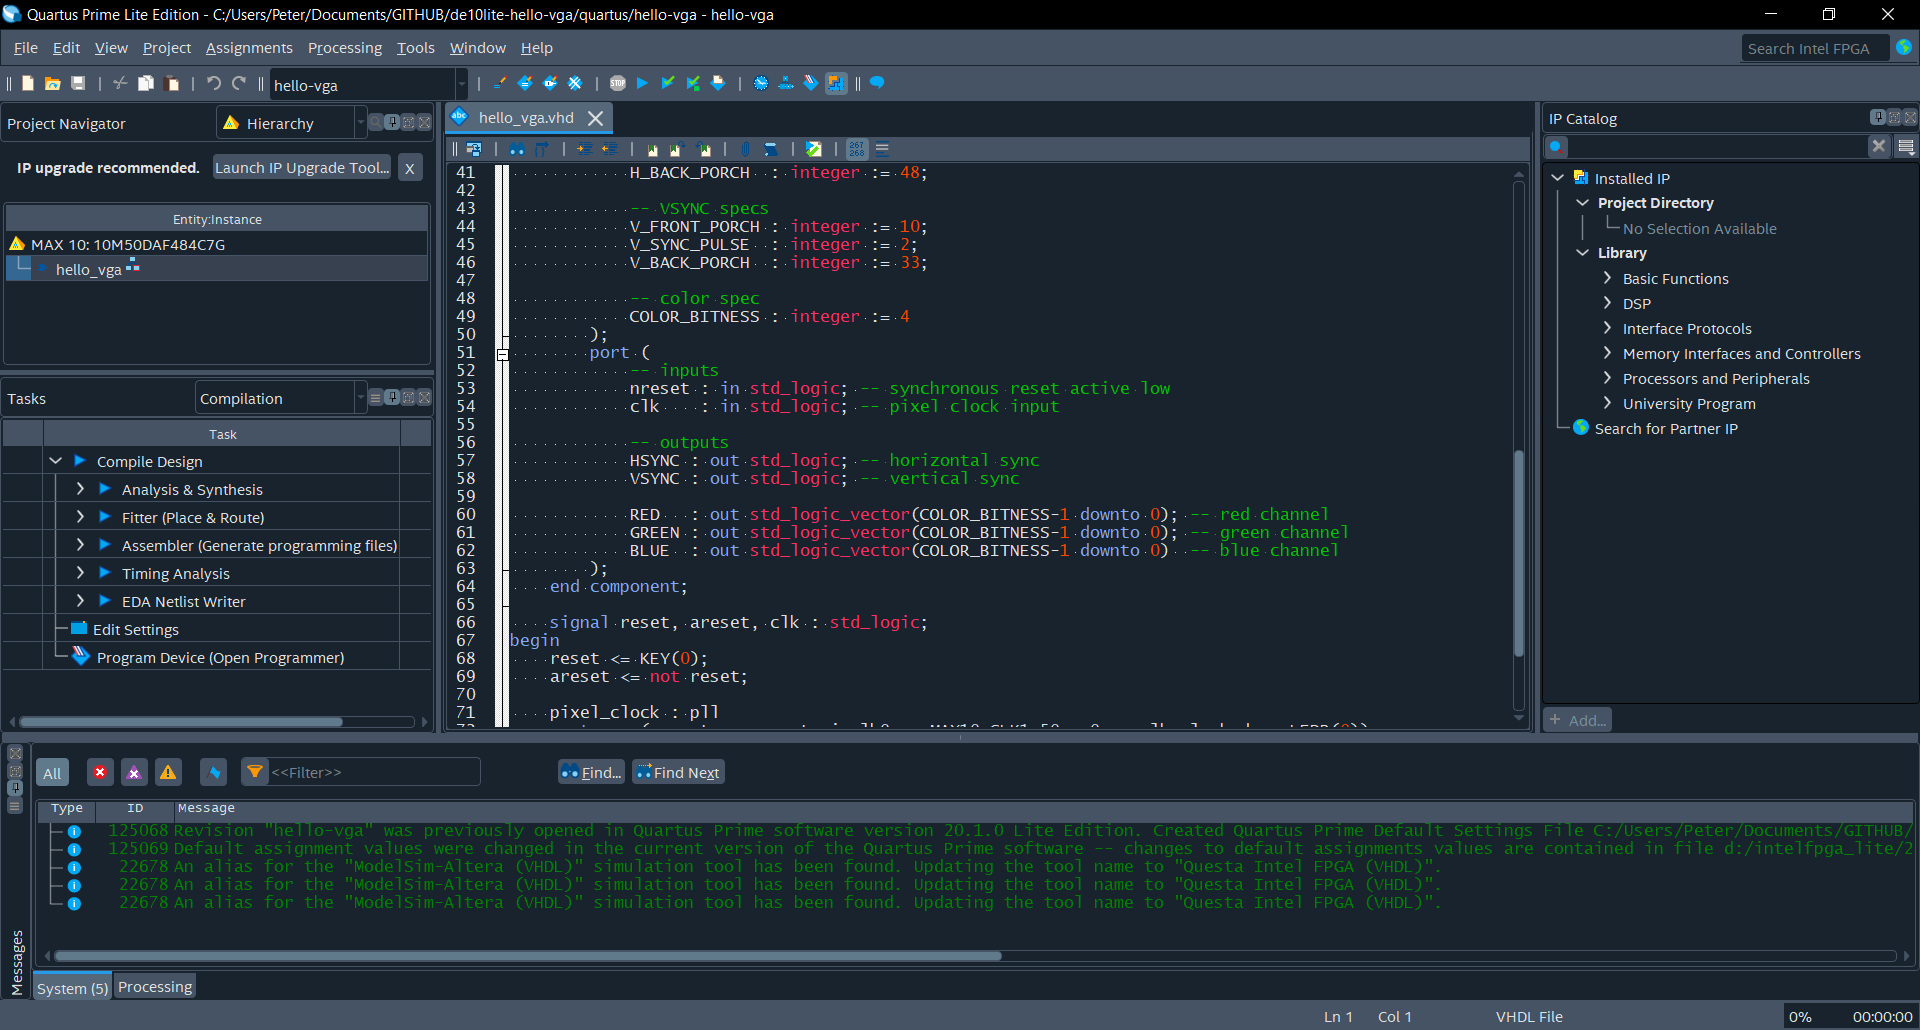 Quartus Prime Lite Edition - C:/Users/Peter/Documents/GITHUB/de10lite-hello-vga/quartus/hello-vga - hello-vga
File Edit View Project Assignments Processing Tools Window Help
Search Intel FPGA
hello-vga
STOP
Project Navigator
Hierarchy
IP upgrade recommended. Launch IP Upgrade Tool... X
Entity:Instance
MAX 10: 10M50DAF484C7G
hello_vga
Tasks
Compilation
Task
Compile Design
Analysis & Synthesis
Fitter (Place & Route)
Assembler (Generate programming files)
Timing Analysis
EDA Netlist Writer
Edit Settings
Program Device (Open Programmer)
abc hello_vga.vhd
267
268
41 H_BACK_PORCH : integer := 48;
42
43 -- VSYNC specs
44 V_FRONT_PORCH : integer := 10;
45 V_SYNC_PULSE : integer := 2;
46 V_BACK_PORCH : integer := 33;
47
48 -- color spec
49 COLOR_BITNESS : integer := 4
50 );
51 port (
52 -- inputs
53 nreset : in std_logic; -- synchronous reset active low
54 clk : in std_logic; -- pixel clock input
55
56 -- outputs
57 HSYNC : out std_logic; -- horizontal sync
58 VSYNC : out std_logic; -- vertical sync
59
60 RED : out std_logic_vector(COLOR_BITNESS-1 downto 0); -- red channel
61 GREEN : out std_logic_vector(COLOR_BITNESS-1 downto 0); -- green channel
62 BLUE : out std_logic_vector(COLOR_BITNESS-1 downto 0) -- blue channel
63 );
64 end component;
65
66 signal reset, areset, clk : std_logic;
67 begin
68 reset <= KEY(0);
69 areset <= not reset;
70
71 pixel_clock : pll
IP Catalog
Installed IP
Project Directory
No Selection Available
Library
Basic Functions
DSP
Interface Protocols
Memory Interfaces and Controllers
Processors and Peripherals
University Program
Search for Partner IP
+ Add...
All
<<Filter>>
Find...
Find Next
Type ID Message
125068 Revision "hello-vga" was previously opened in Quartus Prime software version 20.1.0 Lite Edition. Created Quartus Prime Default Settings File C:/Users/Peter/Documents/GITHUB/
125069 Default assignment values were changed in the current version of the Quartus Prime software -- changes to default assignments values are contained in file d:/intelfpga_lite/2
22678 An alias for the "ModelSim-Altera (VHDL)" simulation tool has been found. Updating the tool name to "Questa Intel FPGA (VHDL)".
22678 An alias for the "ModelSim-Altera (VHDL)" simulation tool has been found. Updating the tool name to "Questa Intel FPGA (VHDL)".
22678 An alias for the "ModelSim-Altera (VHDL)" simulation tool has been found. Updating the tool name to "Questa Intel FPGA (VHDL)".
Messages
System (5) Processing
Ln 1 Col 1 VHDL File 0% 00:00:00